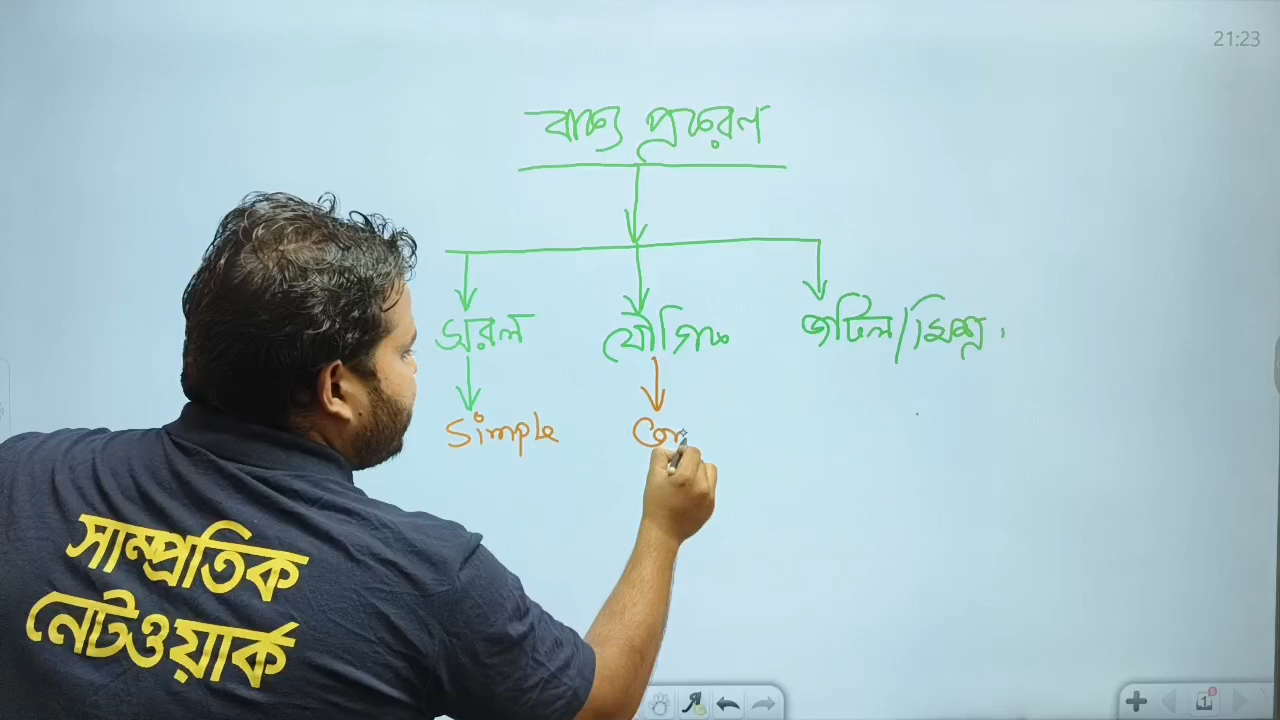 21:23
বাক্য প্রকরণ
সরল যৌগিক জটিল/মিশ্র.
Simple
সাম্প্রতিক
নেটওয়ার্ক